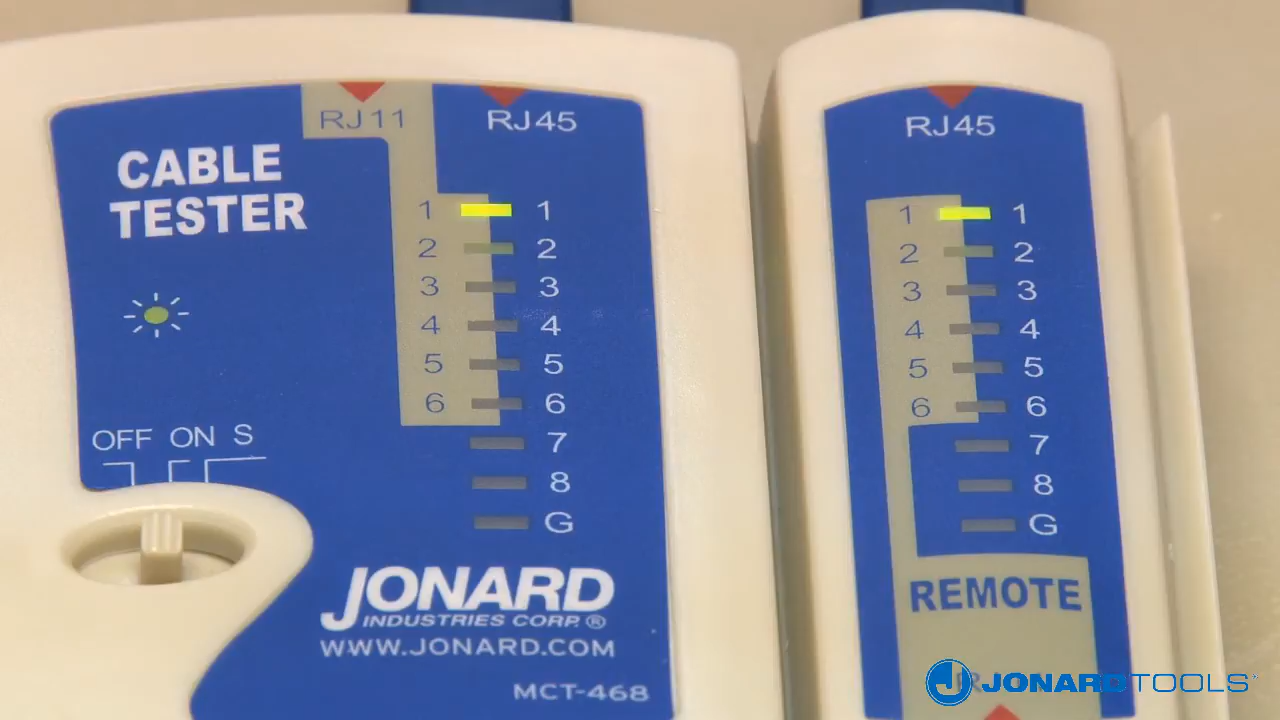 RJ11
RJ45
CABLE
TESTER
1 1
2 2
3 3
4 4
5 5
6 6
7
8
G
OFF ON S
JONARD
INDUSTRIES CORP.®
WWW.JONARD.COM
MCT-468
RJ45
1 1
2 2
3 3
4 4
5 5
6 6
7
8
G
REMOTE
JONARD TOOLS